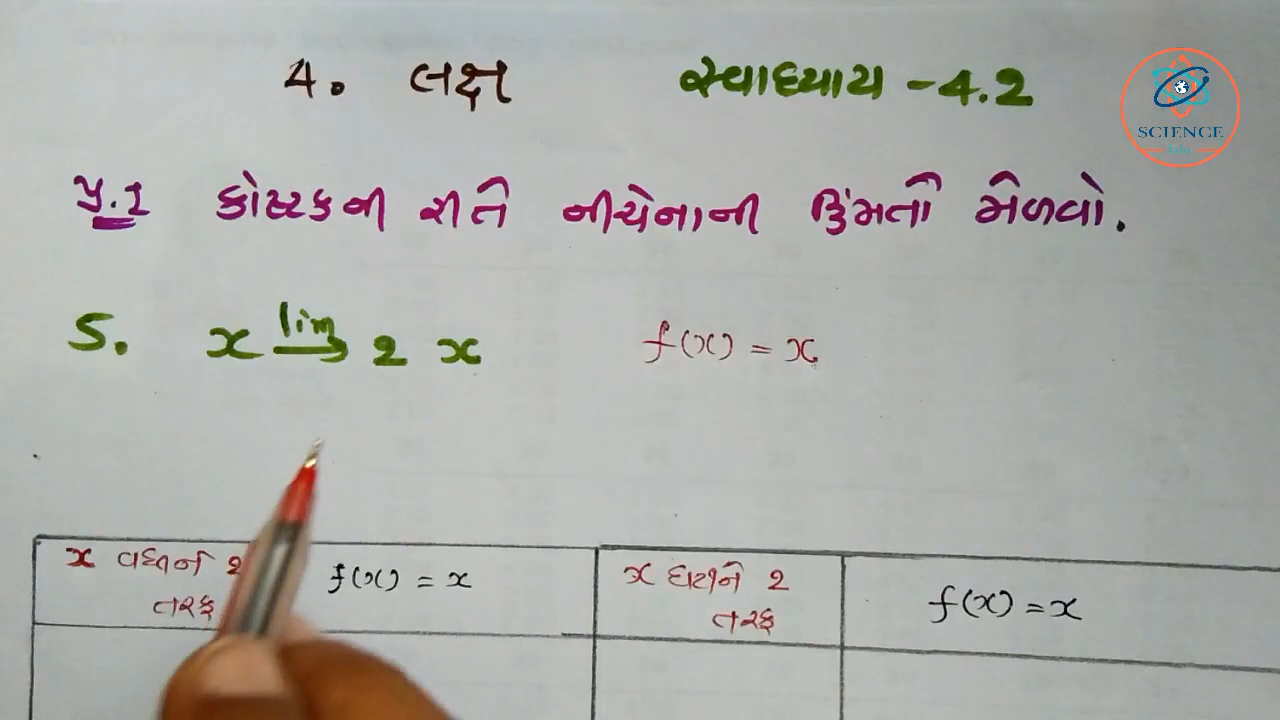 4. લક્ષ સ્વાધ્યાય - 4.2
SCIENCE
પ્ર.1 કોષ્ટકની રીતે નીચેનાની કિંમતો મેળવો.
5. x lim→ 2 x f(x) = x
x વધીને 2 તરફ f(x) = x x ઘટીને 2 તરફ f(x) = x